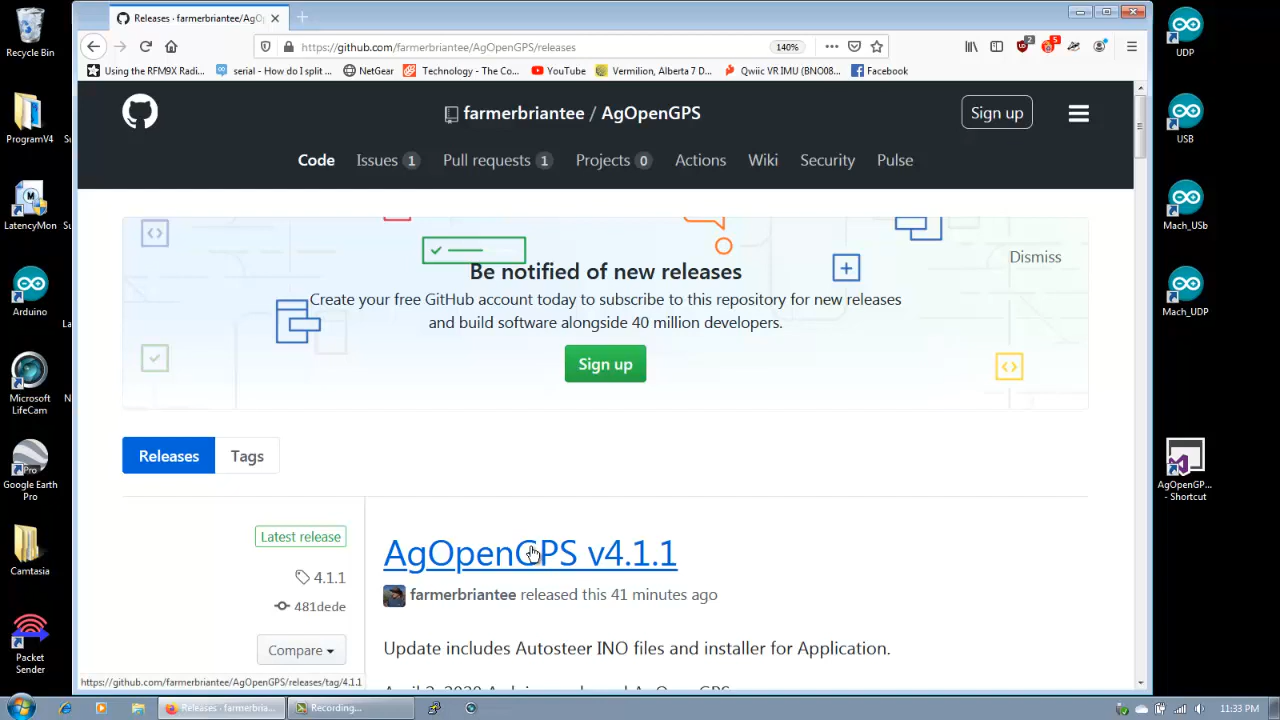 Recycle Bin
ProgramV4
LatencyMon
Arduino
Microsoft
LifeCam
Google Earth
Pro
Camtasia
Packet
Sender
Releases · farmerbriantee/AgO
https://github.com/farmerbriantee/AgOpenGPS/releases
140%
2
5
Using the RFM9X Radi...
serial - How do I split ...
NetGear
Technology - The Co...
YouTube
Vermilion, Alberta 7 D...
Qwiic VR IMU (BNO08...
Facebook
farmerbriantee / AgOpenGPS
Sign up
Code
Issues 1
Pull requests 1
Projects 0
Actions
Wiki
Security
Pulse
Dismiss
Be notified of new releases
Create your free GitHub account today to subscribe to this repository for new releases
and build software alongside 40 million developers.
Sign up
Releases
Tags
Latest release
4.1.1
481dede
Compare
AgOpenGPS v4.1.1
farmerbriantee released this 41 minutes ago
Update includes Autosteer INO files and installer for Application.
https://github.com/farmerbriantee/AgOpenGPS/releases/tag/4.1.1
UDP
USB
Mach_USb
Mach_UDP
AgOpenGP...
- Shortcut
Releases · farmerbria...
Recording...
11:33 PM